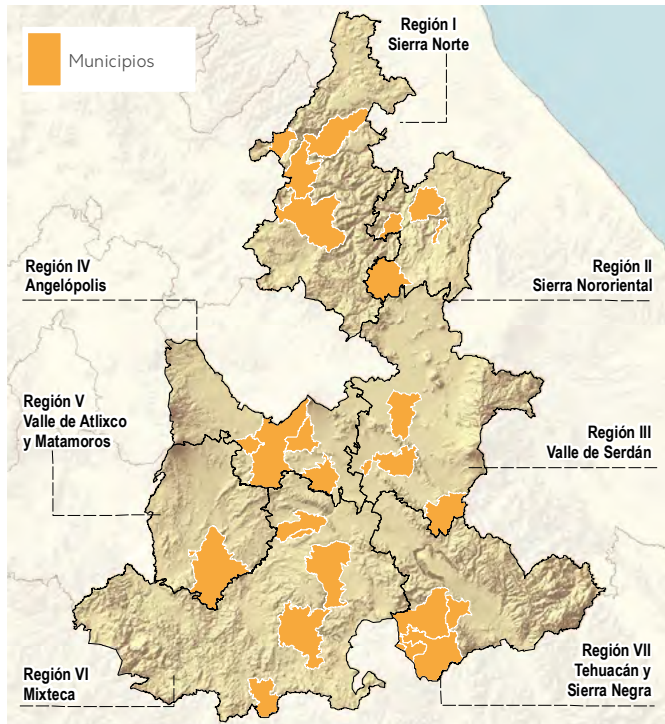 Municipios
Región I
Sierra Norte
Región IV
Angelópolis
Región II
Sierra Nororiental
Región V
Valle de Atlixco
y Matamoros
Región III
Valle de Serdán
Región VI
Mixteca
Región VII
Tehuacán y
Sierra Negra